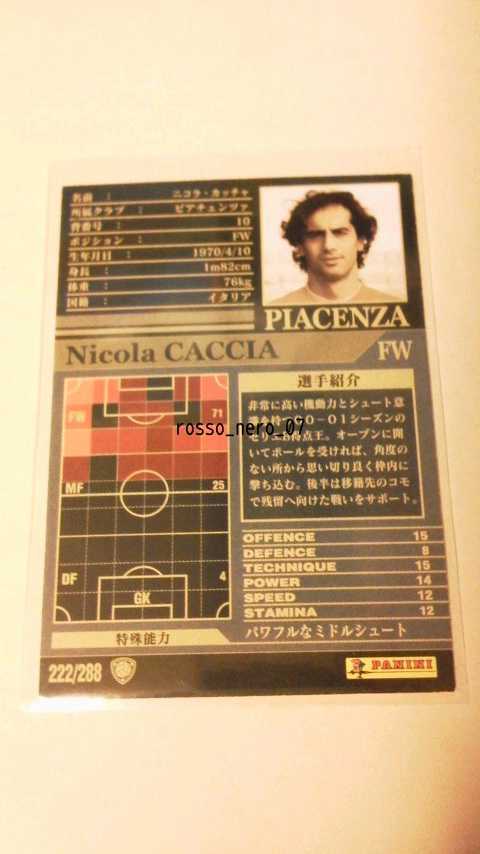 名前 : ニコラ・カッチャ
所属クラブ : ピアチェンツァ
背番号 : 10
ポジション : FW
生年月日 : 1970/4/10
身長 : 1m82cm
体重 : 76kg
国籍 : イタリア
PIACENZA
Nicola CACCIA FW
FW 71
MF 25
DF 4
GK
選手紹介
非常に高い機動力とシュート意
を持つ00-01シーズンの
セリエB得点王。オープンに開
いてボールを受ければ、角度の
ない所から思い切り良く枠内に
撃ち込む。後半は移籍先のコモ
で残留へ向けた戦いをサポート。
rosso_nero_07
OFFENCE 15
DEFENCE 8
TECHNIQUE 15
POWER 14
SPEED 12
STAMINA 12
特殊能力 パワフルなミドルシュート
222/288
PANINI